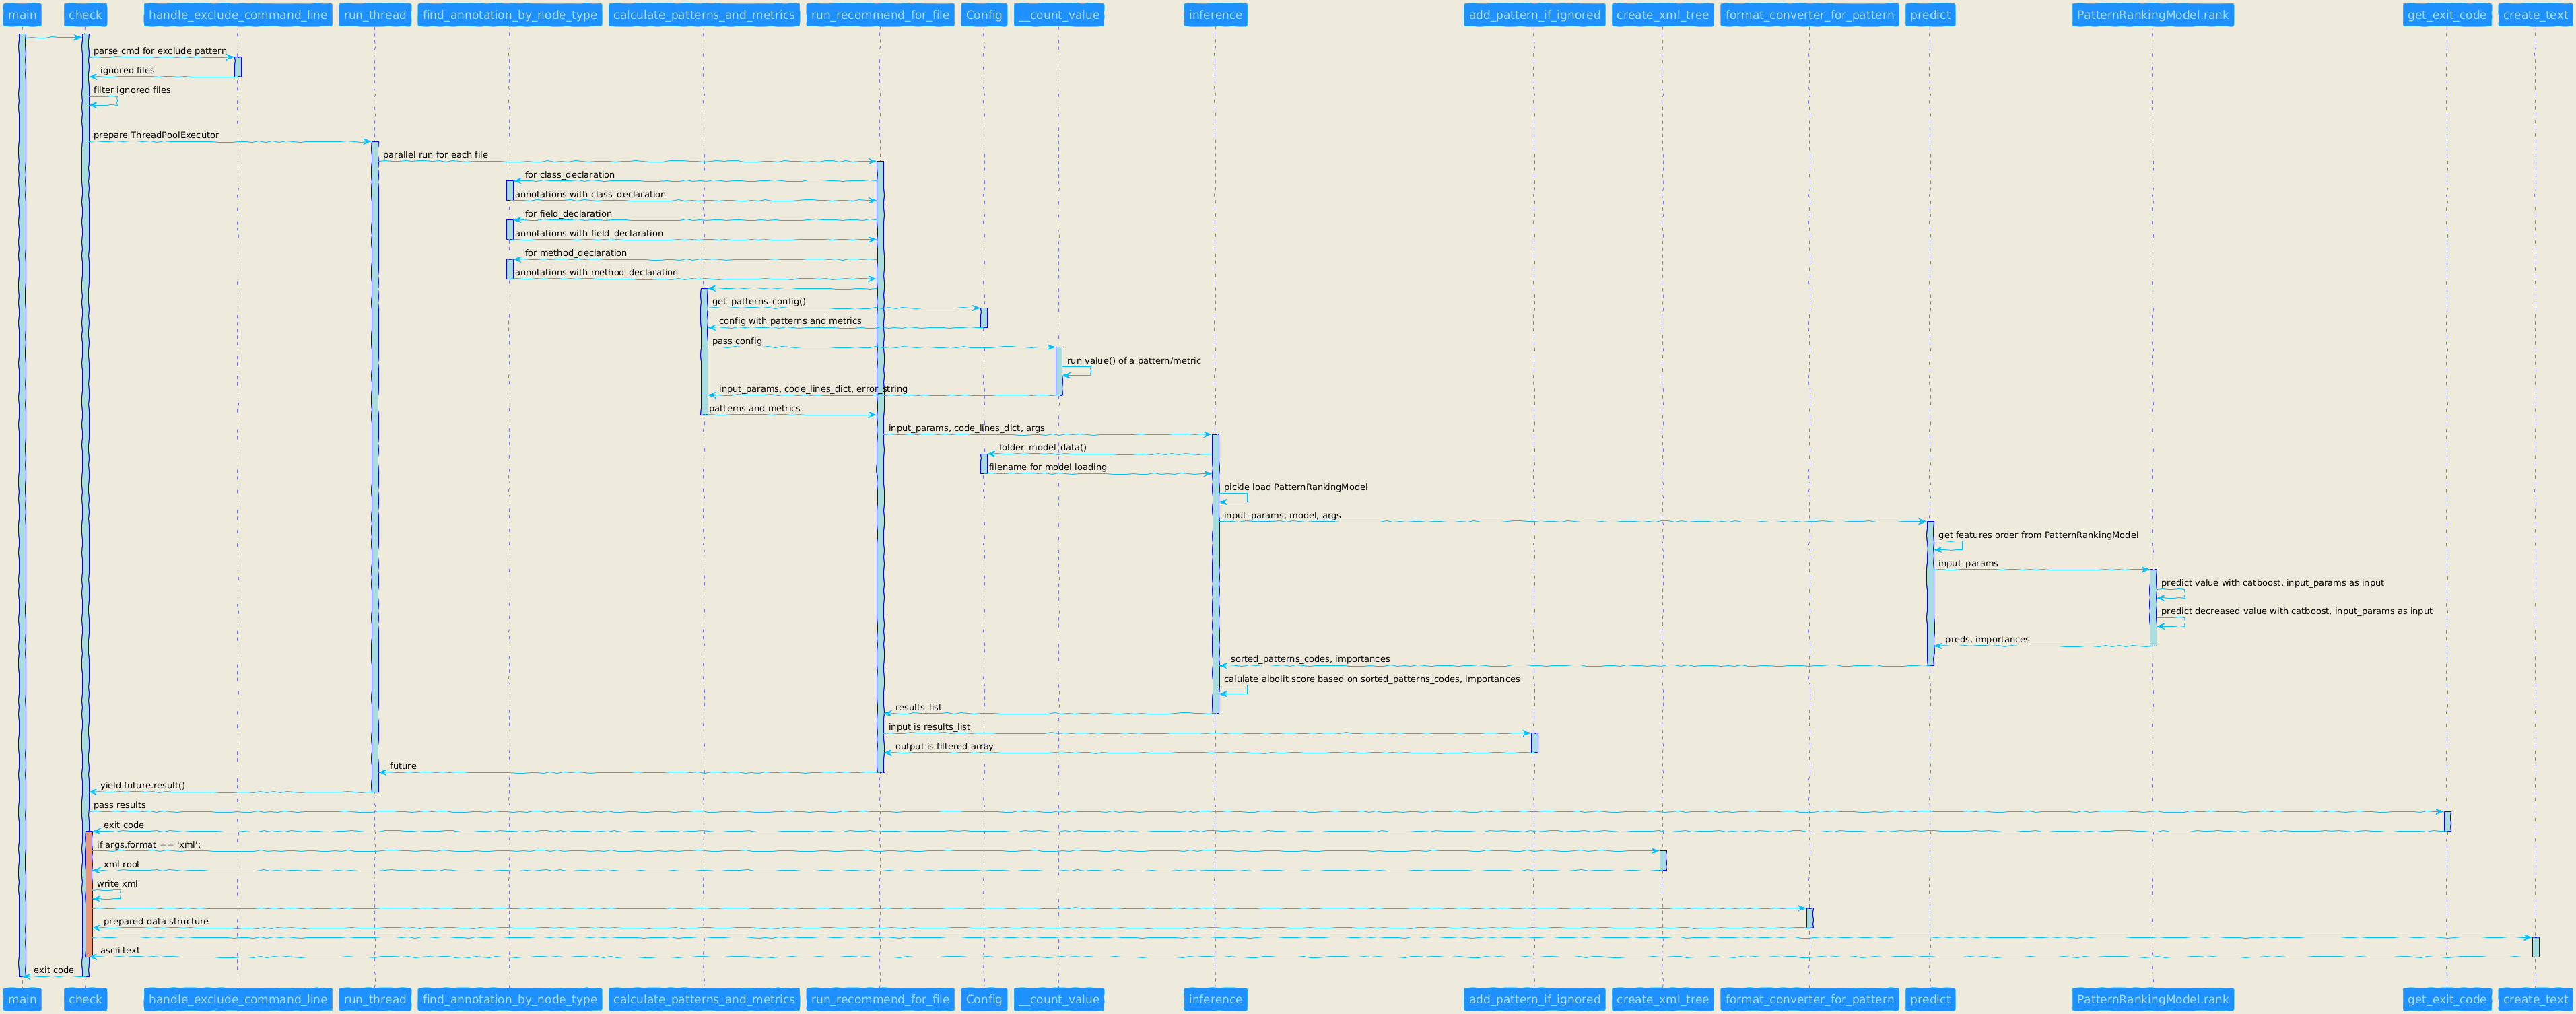 main
check
handle_exclude_command_line
run_thread
find_annotation_by_node_type
calculate_patterns_and_metrics
run_recommend_for_file
Config
__count_value
inference
add_pattern_if_ignored
create_xml_tree
format_converter_for_pattern
predict
PatternRankingModel.rank
get_exit_code
create_text
parse cmd for exclude pattern
ignored files
filter ignored files
prepare ThreadPoolExecutor
parallel run for each file
for class_declaration
annotations with class_declaration
for field_declaration
annotations with field_declaration
for method_declaration
annotations with method_declaration
get_patterns_config()
config with patterns and metrics
pass config
run value() of a pattern/metric
input_params, code_lines_dict, error_string
patterns and metrics
input_params, code_lines_dict, args
folder_model_data()
filename for model loading
pickle load PatternRankingModel
input_params, model, args
get features order from PatternRankingModel
input_params
predict value with catboost, input_params as input
predict decreased value with catboost, input_params as input
preds, importances
sorted_patterns_codes, importances
calulate aibolit score based on sorted_patterns_codes, importances
results_list
input is results_list
output is filtered array
future
yield future.result()
pass results
exit code
if args.format == 'xml':
xml root
write xml
prepared data structure
ascii text
exit code
main
check
handle_exclude_command_line
run_thread
find_annotation_by_node_type
calculate_patterns_and_metrics
run_recommend_for_file
Config
__count_value
inference
add_pattern_if_ignored
create_xml_tree
format_converter_for_pattern
predict
PatternRankingModel.rank
get_exit_code
create_text